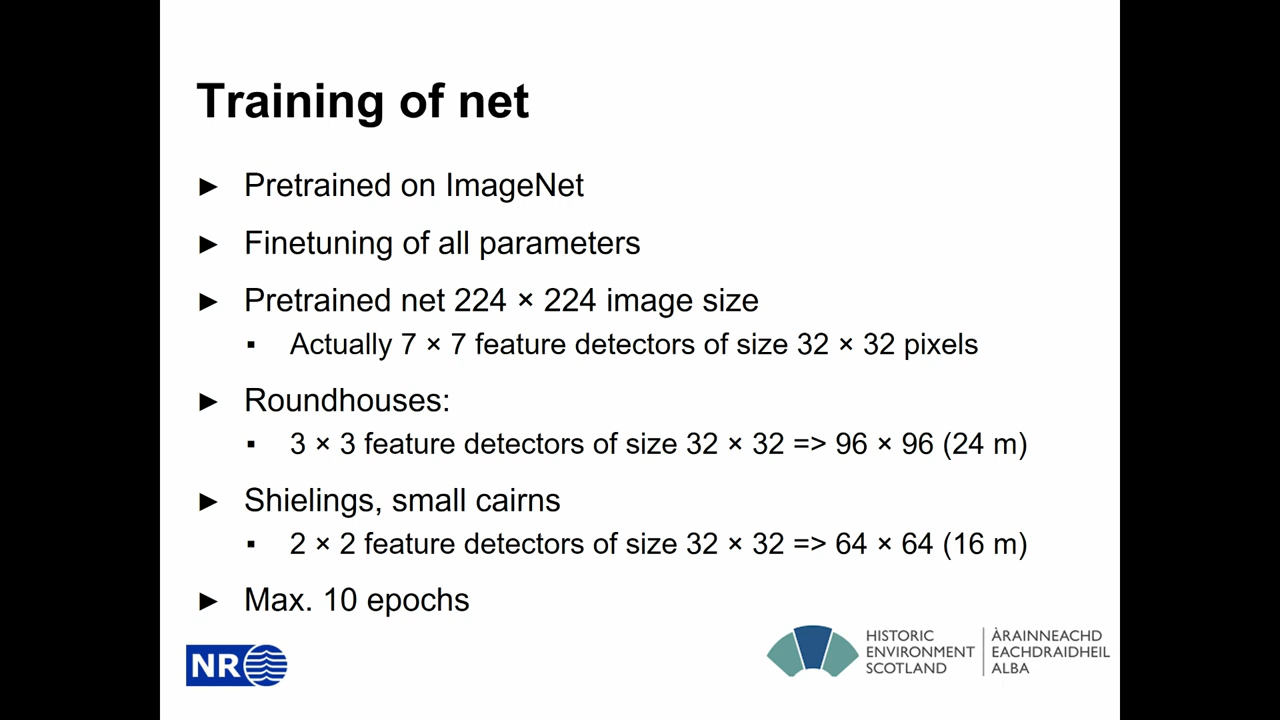 Training of net
► Pretrained on ImageNet
► Finetuning of all parameters
► Pretrained net 224 × 224 image size
▪ Actually 7 × 7 feature detectors of size 32 × 32 pixels
► Roundhouses:
▪ 3 × 3 feature detectors of size 32 × 32 => 96 × 96 (24 m)
► Shielings, small cairns
▪ 2 × 2 feature detectors of size 32 × 32 => 64 × 64 (16 m)
► Max. 10 epochs
NR
HISTORIC
ENVIRONMENT
SCOTLAND
ÀRAINNEACHD
EACHDRAIDHEIL
ALBA